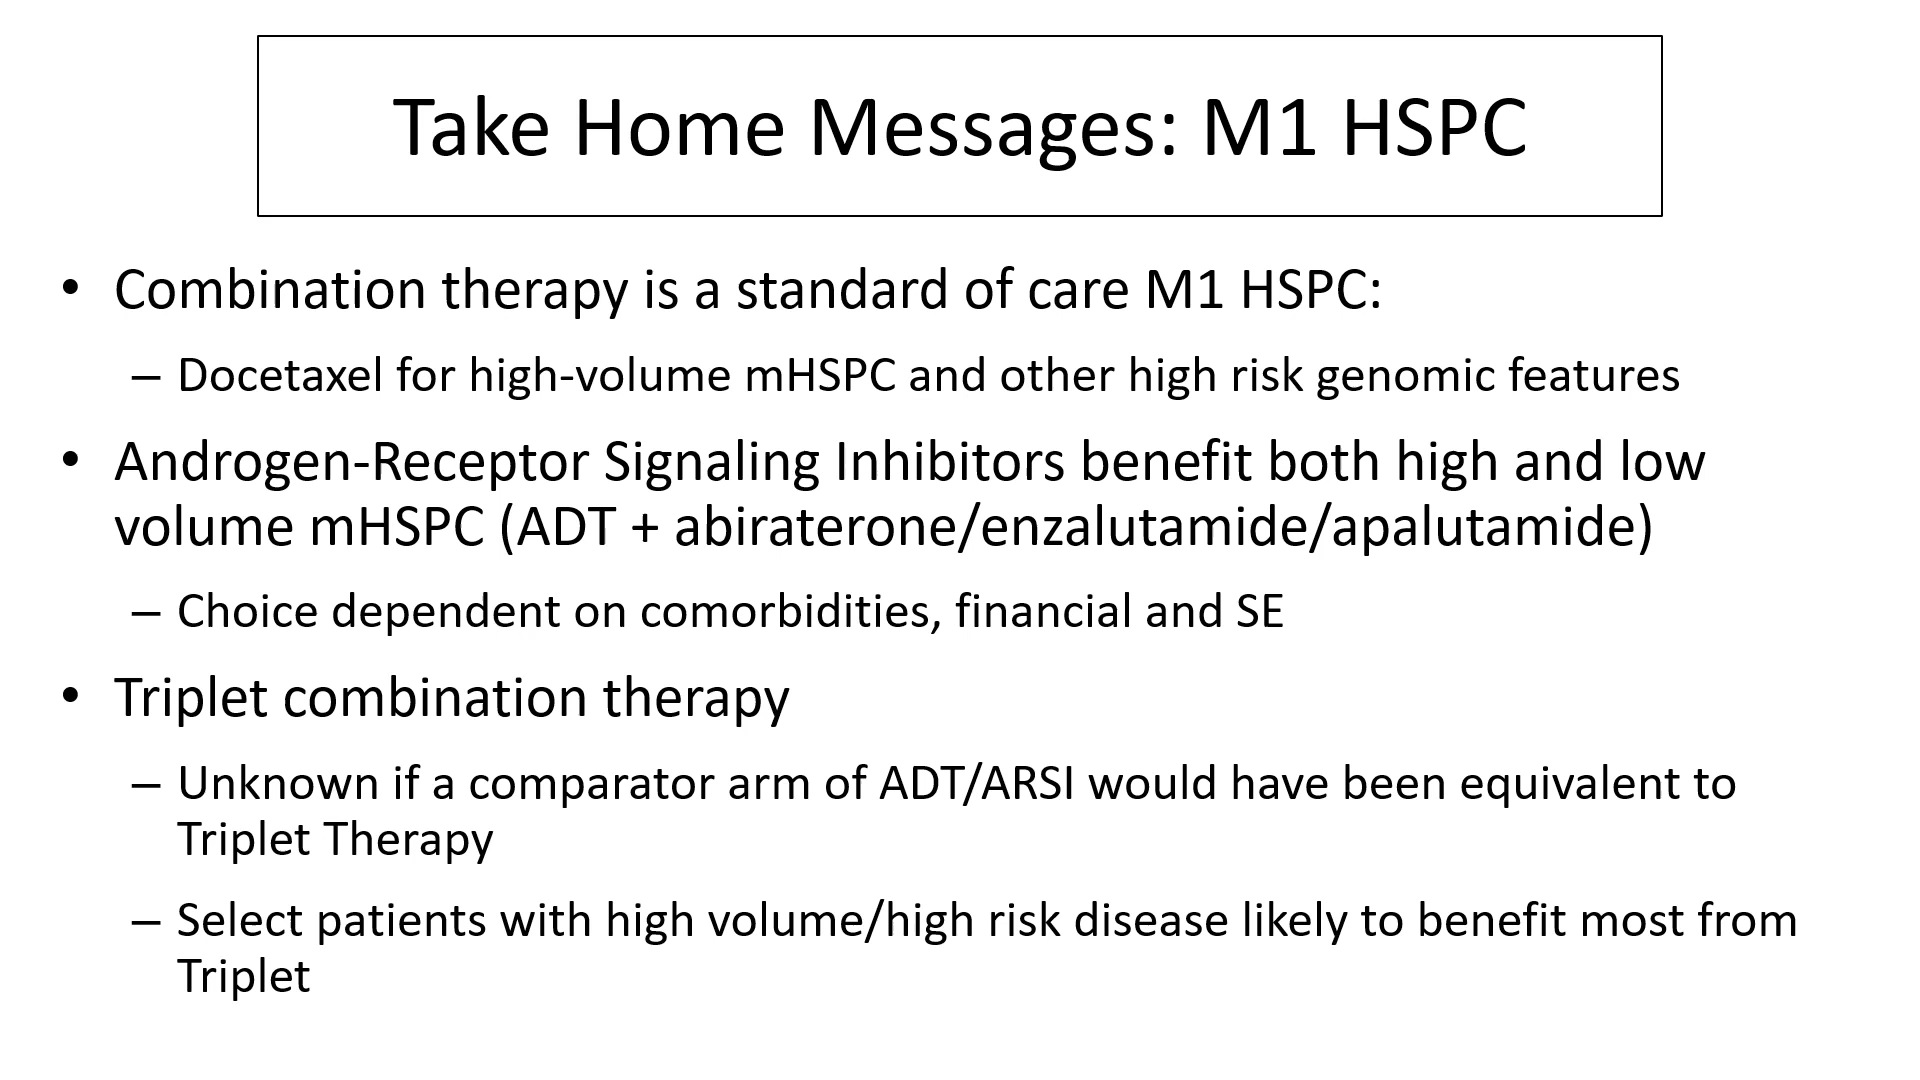 Take Home Messages: M1 HSPC
• Combination therapy is a standard of care M1 HSPC:
– Docetaxel for high-volume mHSPC and other high risk genomic features
• Androgen-Receptor Signaling Inhibitors benefit both high and low
volume mHSPC (ADT + abiraterone/enzalutamide/apalutamide)
– Choice dependent on comorbidities, financial and SE
• Triplet combination therapy
– Unknown if a comparator arm of ADT/ARSI would have been equivalent to
Triplet Therapy
– Select patients with high volume/high risk disease likely to benefit most from
Triplet